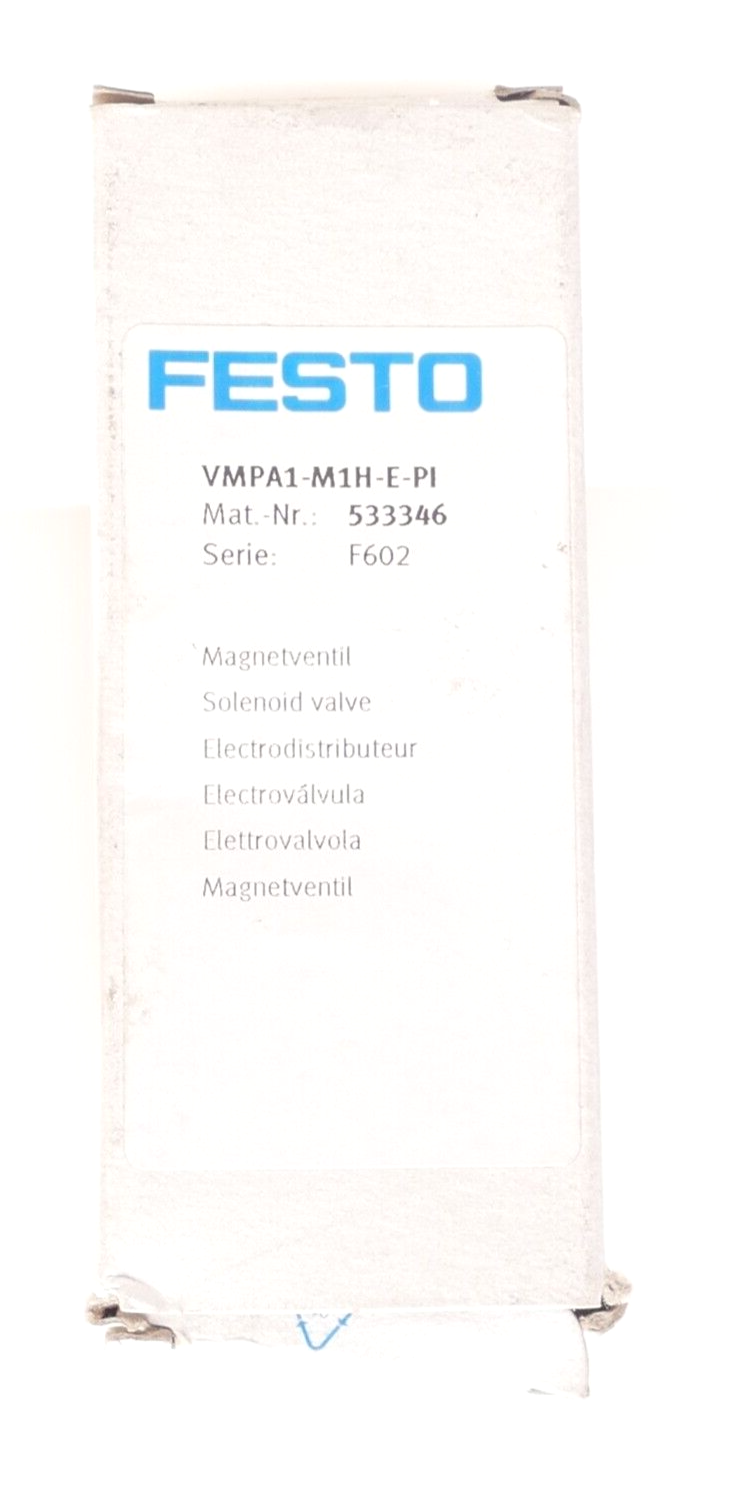 FESTO
VMPA1-M1H-E-PI
Mat.-Nr.: 533346
Serie: F602
Magnetventil
Solenoid valve
Electrodistributeur
Electroválvula
Elettrovalvola
Magnetventil